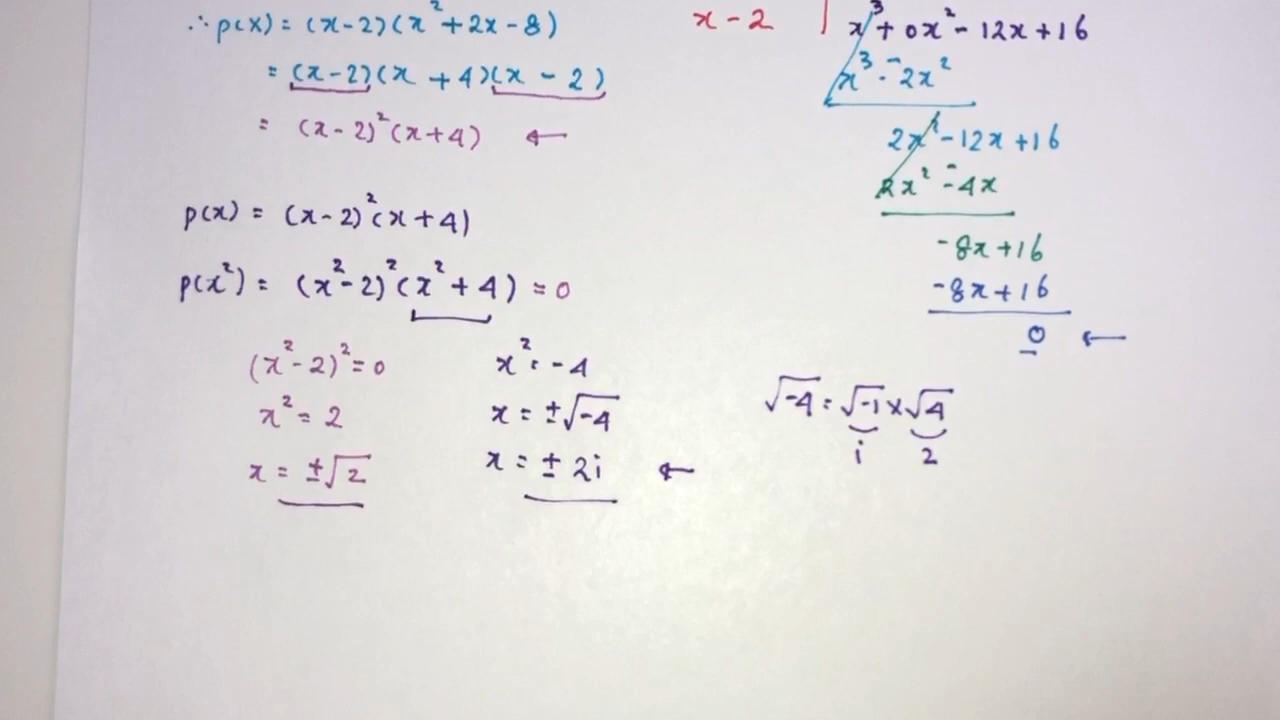 ∴ p(x) = (x-2)(x² + 2x - 8)
= (x-2)(x + 4)(x - 2)
= (x-2)²(x+4) ←
p(x) = (x-2)²(x+4)
p(x²) = (x²-2)²(x² + 4) = 0
(x²-2)² = 0
x² = 2
x = ±√2
x² = -4
x = ±√-4
x = ± 2i ←
x - 2 | x³ + 0x² - 12x + 16
x³ - 2x²
2x² - 12x + 16
2x² - 4x
-8x + 16
-8x + 16
0 ←
√-4 = √-1 × √4
i 2